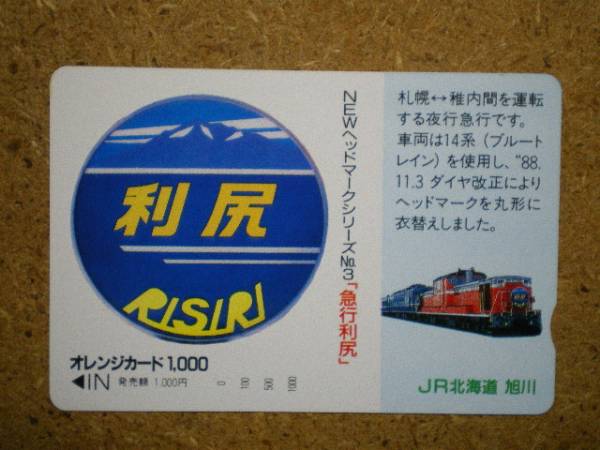 利尻
RISIRI
オレンジカード1,000
◀IN 発売額 1,000円 0 100 500 1000
NEWヘッドマークシリーズ№3「急行利尻」
札幌↔稚内間を運転
する夜行急行です。
車両は14系（ブルート
レイン）を使用し、"88.
11.3 ダイヤ改正により
ヘッドマークを丸形に
衣替えしました。
JR北海道 旭川